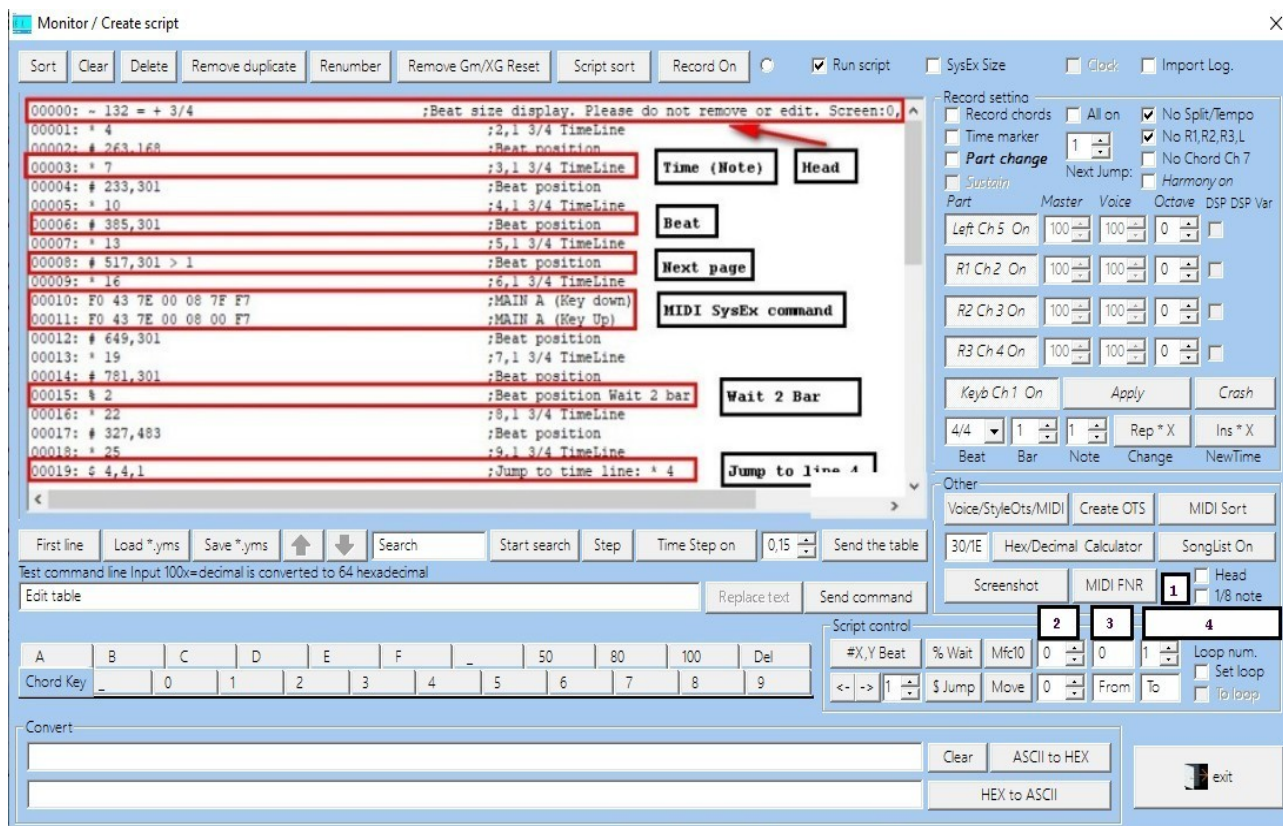 Monitor / Create script
Sort Clear Delete Remove duplicate Renumber Remove Gm/XG Reset Script sort Record On Run script SysEx Size Clock Import Log.
00000: ~ 132 = + 3/4 ;Beat size display. Please do not remove or edit. Screen:0,
00001: * 4 ;2,1 3/4 TimeLine
00002: # 263,168 ;Beat position
00003: * 7 ;3,1 3/4 TimeLine
Time (Note) Head
00004: # 233,301 ;Beat position
00005: * 10 ;4,1 3/4 TimeLine
00006: # 385,301 ;Beat position
Beat
00007: * 13 ;5,1 3/4 TimeLine
00008: # 517,301 > 1 ;Beat position
Next page
00009: * 16 ;6,1 3/4 TimeLine
00010: F0 43 7E 00 08 7F F7 ;MAIN A (Key down)
00011: F0 43 7E 00 08 00 F7 ;MAIN A (Key Up)
MIDI SysEx command
00012: # 649,301 ;Beat position
00013: * 19 ;7,1 3/4 TimeLine
00014: # 781,301 ;Beat position
00015: % 2 ;Beat position Wait 2 bar
Wait 2 Bar
00016: * 22 ;8,1 3/4 TimeLine
00017: # 327,483 ;Beat position
00018: * 25 ;9,1 3/4 TimeLine
00019: $ 4,4,1 ;Jump to time line: * 4
Jump to line 4
Record setting
Record chords All on No Split/Tempo
Time marker 1 No R1,R2,R3,L
Part change Next Jump: No Chord Ch 7
Sustain Harmony on
Part Master Voice Octave DSP DSP Var
Left Ch 5 On 100 100 0
R1 Ch 2 On 100 100 0
R2 Ch 3 On 100 100 0
R3 Ch 4 On 100 100 0
Keyb Ch 1 On Apply Crash
4/4 1 1 Rep * X Ins * X
Beat Bar Note Change NewTime
Other
Voice/StyleOts/MIDI Create OTS MIDI Sort
30/1E Hex/Decimal Calculator SongList On
Screenshot MIDI FNR 1 Head
1/8 note
First line Load *.yms Save *.yms Search Start search Step Time Step on 0,15 Send the table
Test command line Input 100x=decimal is converted to 64 hexadecimal
Edit table Replace text Send command
Script control 2 3 4
#X,Y Beat % Wait Mfc10 0 0 1 Loop num.
Set loop
<- -> 1 $ Jump Move 0 From To To loop
A B C D E F _ 50 80 100 Del
Chord Key _ 0 1 2 3 4 5 6 7 8 9
Convert
Clear ASCII to HEX
HEX to ASCII
exit